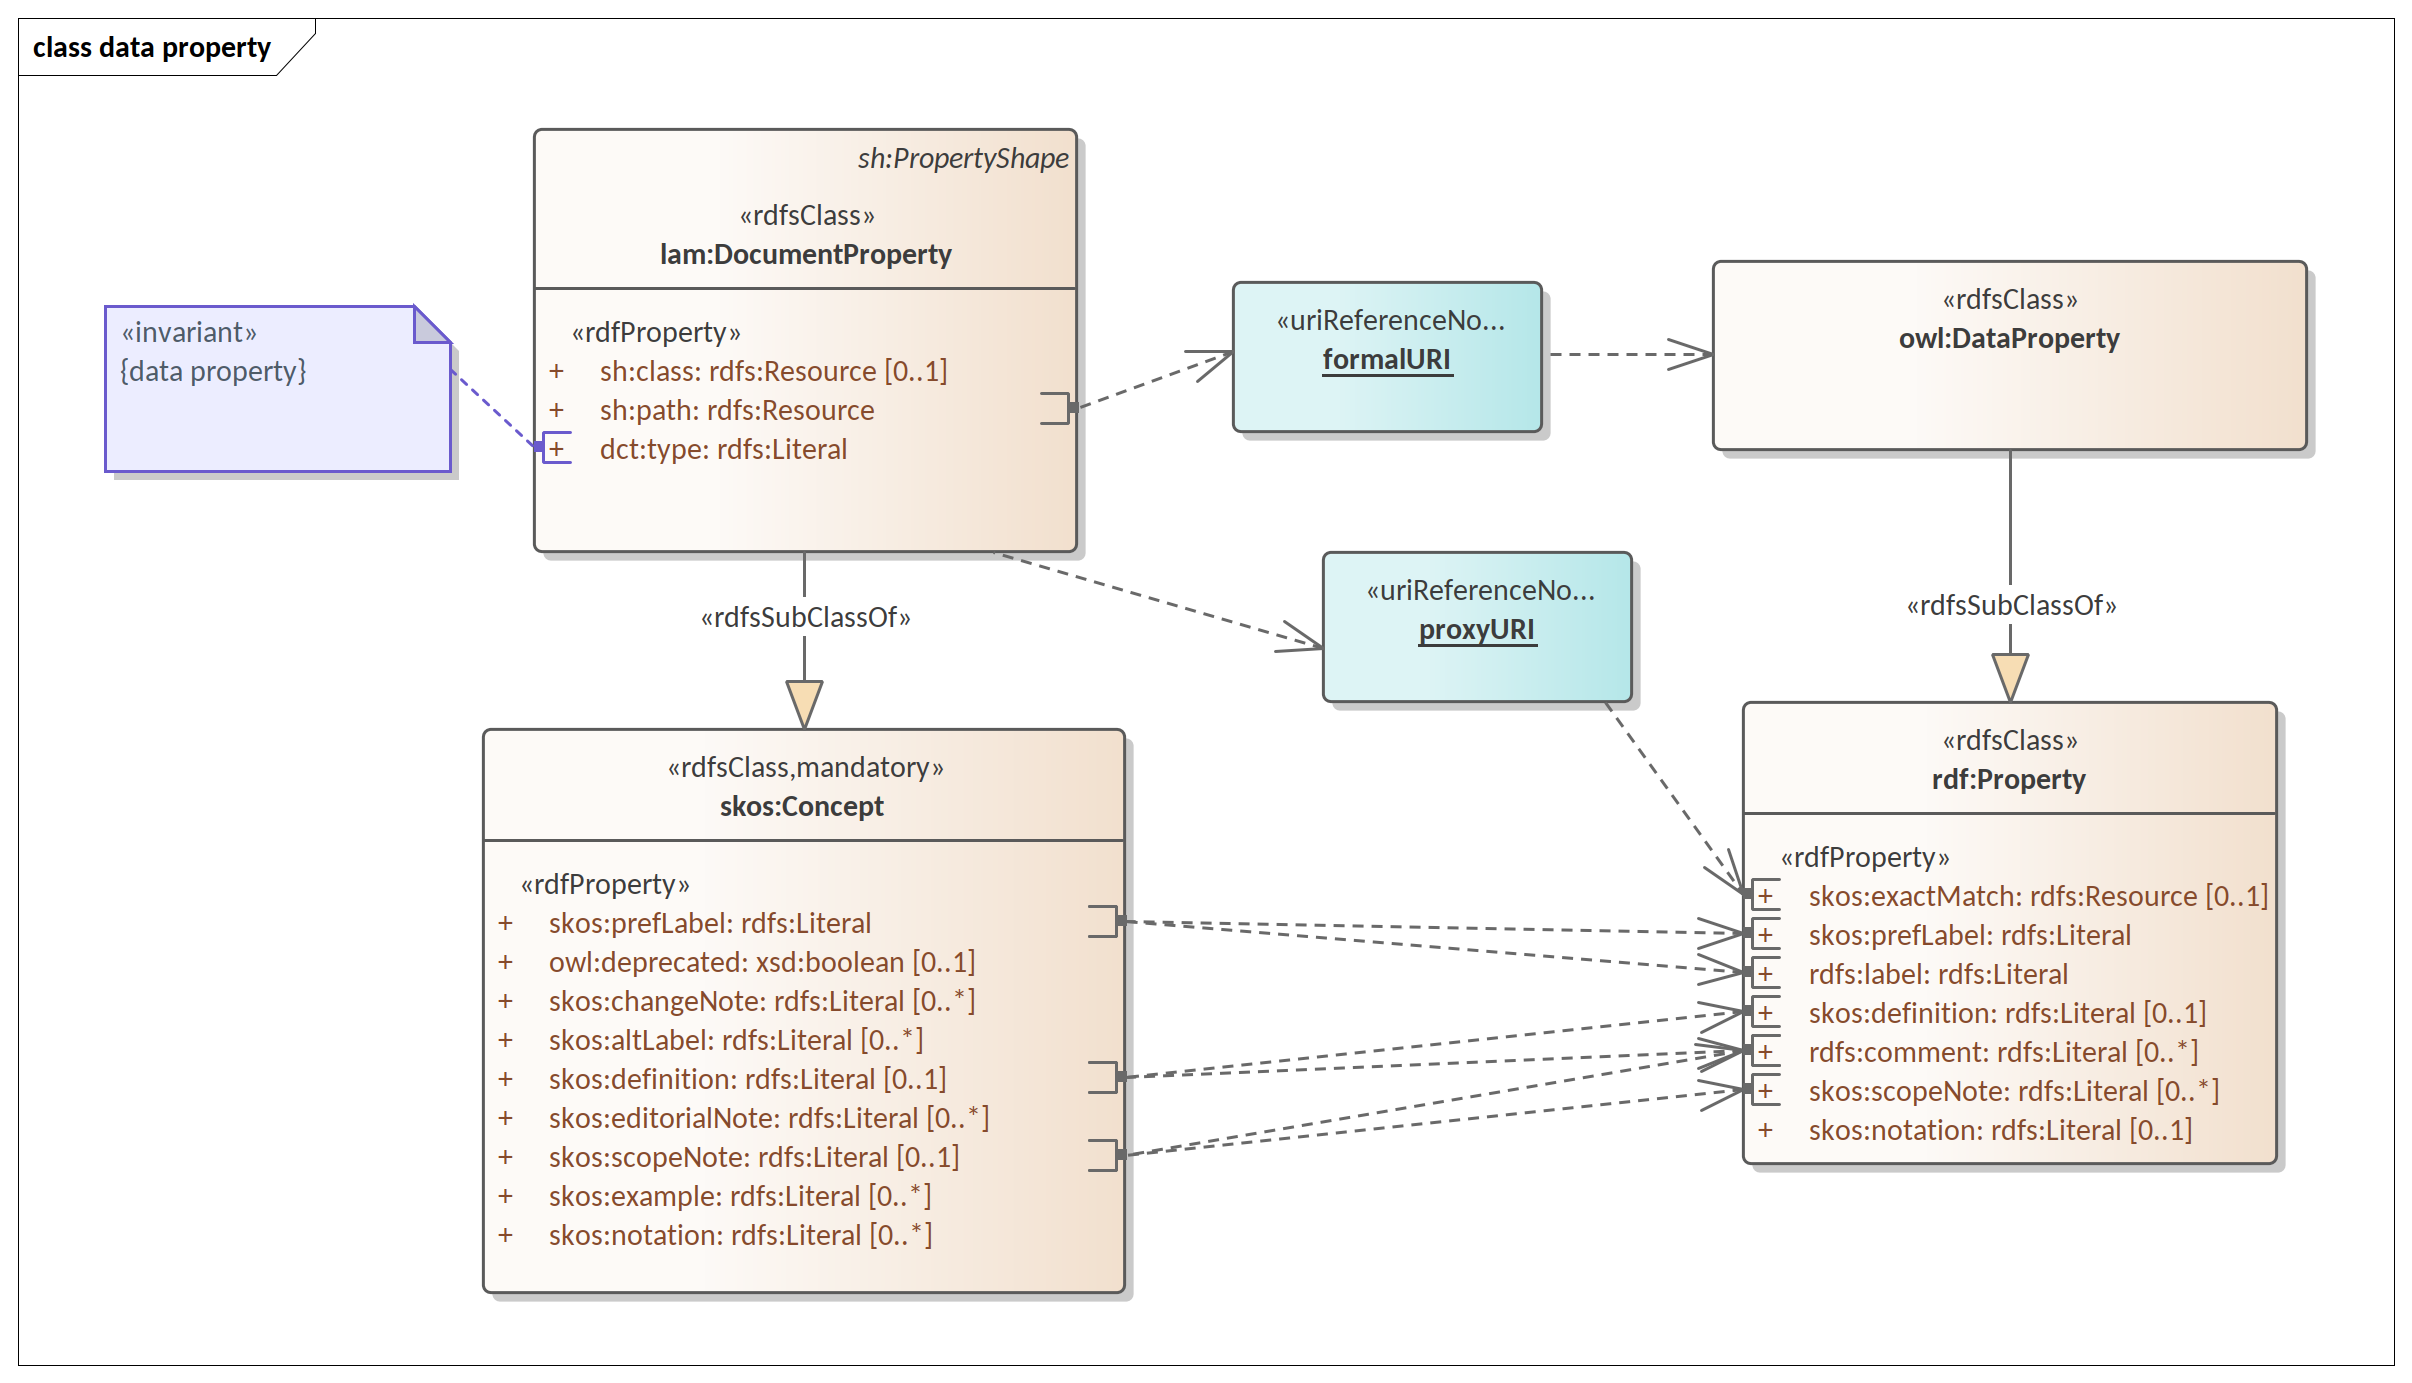 class data property
sh:PropertyShape
«rdfsClass»
lam:DocumentProperty
«rdfProperty»
+ sh:class: rdfs:Resource [0..1]
+ sh:path: rdfs:Resource
+ dct:type: rdfs:Literal
«invariant»
{data property}
«uriReferenceNo...
formalURI
«rdfsClass»
owl:DataProperty
«uriReferenceNo...
proxyURI
«rdfsSubClassOf»
«rdfsSubClassOf»
«rdfsClass,mandatory»
skos:Concept
«rdfProperty»
+ skos:prefLabel: rdfs:Literal
+ owl:deprecated: xsd:boolean [0..1]
+ skos:changeNote: rdfs:Literal [0..*]
+ skos:altLabel: rdfs:Literal [0..*]
+ skos:definition: rdfs:Literal [0..1]
+ skos:editorialNote: rdfs:Literal [0..*]
+ skos:scopeNote: rdfs:Literal [0..1]
+ skos:example: rdfs:Literal [0..*]
+ skos:notation: rdfs:Literal [0..*]
«rdfsClass»
rdf:Property
«rdfProperty»
+ skos:exactMatch: rdfs:Resource [0..1]
+ skos:prefLabel: rdfs:Literal
+ rdfs:label: rdfs:Literal
+ skos:definition: rdfs:Literal [0..1]
+ rdfs:comment: rdfs:Literal [0..*]
+ skos:scopeNote: rdfs:Literal [0..*]
+ skos:notation: rdfs:Literal [0..1]